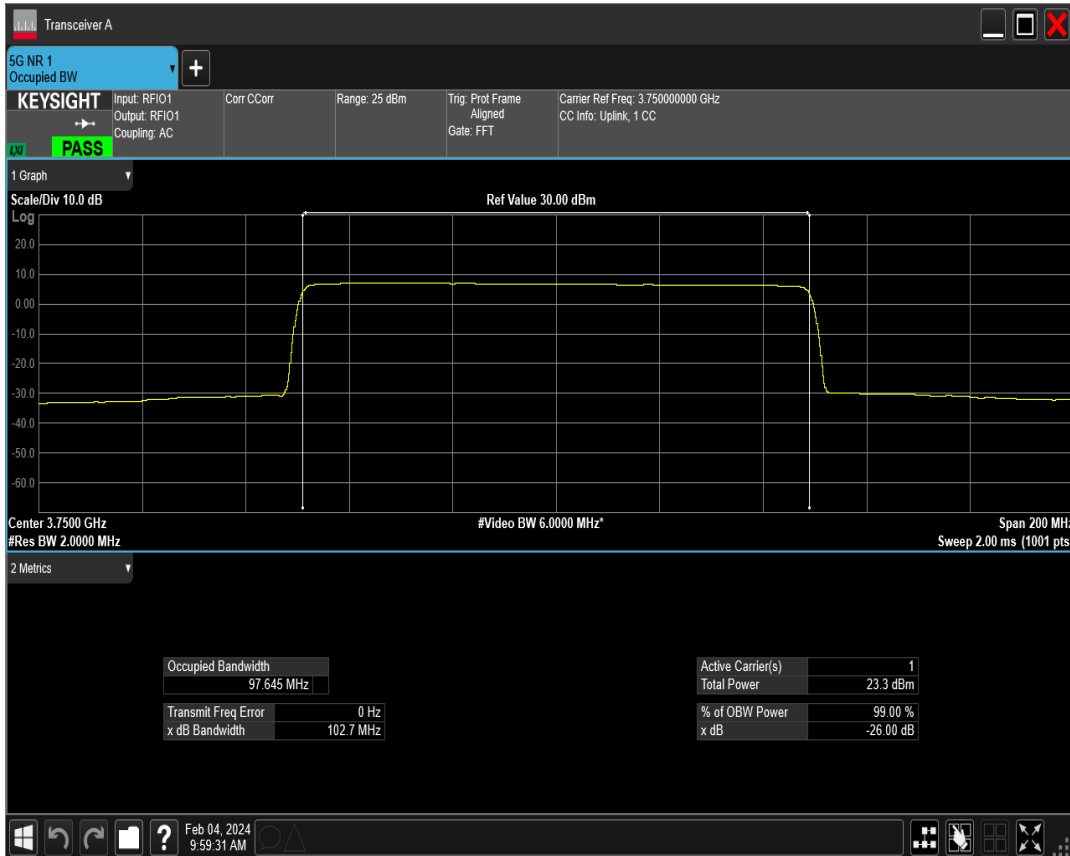 Transceiver A
5G NR 1
Occupied BW
KEYSIGHT
LXI
PASS
Input: RFIO1
Output: RFIO1
Coupling: AC
Corr CCorr
Range: 25 dBm
Trig: Prot Frame
Aligned
Gate: FFT
Carrier Ref Freq: 3.750000000 GHz
CC Info: Uplink, 1 CC
1 Graph
Scale/Div 10.0 dB
Ref Value 30.00 dBm
Log
20.0
10.0
0.00
-10.0
-20.0
-30.0
-40.0
-50.0
-60.0
Center 3.7500 GHz
#Video BW 6.0000 MHz*
Span 200 MHz
#Res BW 2.0000 MHz
Sweep 2.00 ms (1001 pts
2 Metrics
Occupied Bandwidth
97.645 MHz
Transmit Freq Error 0 Hz
x dB Bandwidth 102.7 MHz
Active Carrier(s) 1
Total Power 23.3 dBm
% of OBW Power 99.00 %
x dB -26.00 dB
Feb 04, 2024
9:59:31 AM